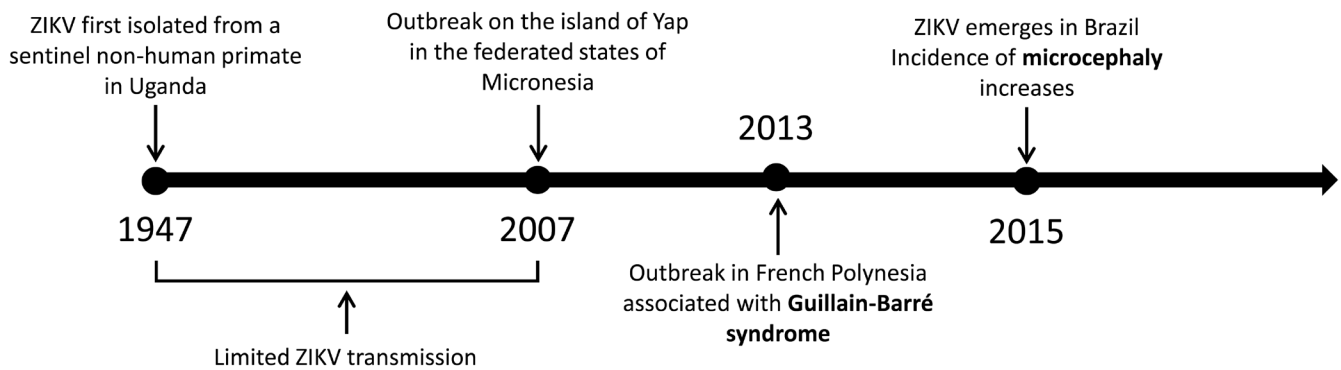 ZIKV first isolated from a
sentinel non-human primate
in Uganda
Outbreak on the island of Yap
in the federated states of
Micronesia
ZIKV emerges in Brazil
Incidence of microcephaly
increases
2013
1947
2007
2015
Outbreak in French Polynesia
associated with Guillain-Barré
syndrome
Limited ZIKV transmission